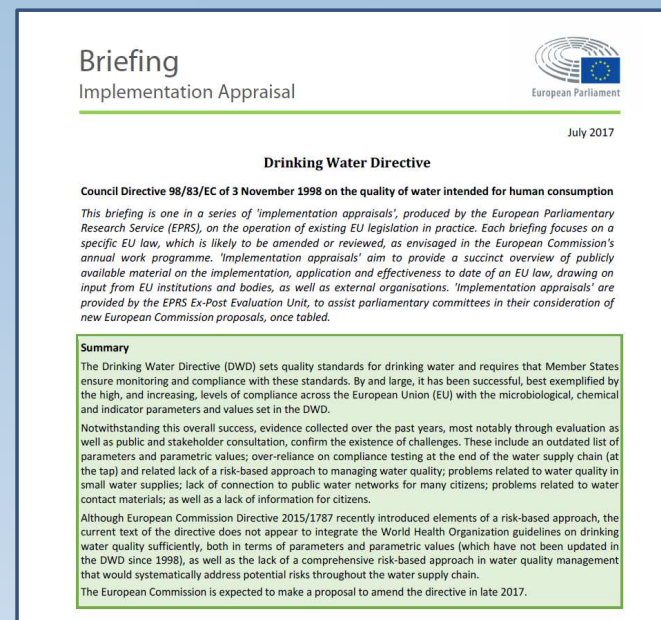 Briefing
Implementation Appraisal
European Parliament
July 2017
Drinking Water Directive
Council Directive 98/83/EC of 3 November 1998 on the quality of water intended for human consumption
This briefing is one in a series of 'implementation appraisals', produced by the European Parliamentary
Research Service (EPRS), on the operation of existing EU legislation in practice. Each briefing focuses on a
specific EU law, which is likely to be amended or reviewed, as envisaged in the European Commission's
annual work programme. 'Implementation appraisals' aim to provide a succinct overview of publicly
available material on the implementation, application and effectiveness to date of an EU law, drawing on
input from EU institutions and bodies, as well as external organisations. 'Implementation appraisals' are
provided by the EPRS Ex-Post Evaluation Unit, to assist parliamentary committees in their consideration of
new European Commission proposals, once tabled.
Summary
The Drinking Water Directive (DWD) sets quality standards for drinking water and requires that Member States
ensure monitoring and compliance with these standards. By and large, it has been successful, best exemplified by
the high, and increasing, levels of compliance across the European Union (EU) with the microbiological, chemical
and indicator parameters and values set in the DWD.
Notwithstanding this overall success, evidence collected over the past years, most notably through evaluation as
well as public and stakeholder consultation, confirm the existence of challenges. These include an outdated list of
parameters and parametric values; over-reliance on compliance testing at the end of the water supply chain (at
the tap) and related lack of a risk-based approach to managing water quality; problems related to water quality in
small water supplies; lack of connection to public water networks for many citizens; problems related to water
contact materials; as well as a lack of information for citizens.
Although European Commission Directive 2015/1787 recently introduced elements of a risk-based approach, the
current text of the directive does not appear to integrate the World Health Organization guidelines on drinking
water quality sufficiently, both in terms of parameters and parametric values (which have not been updated in
the DWD since 1998), as well as the lack of a comprehensive risk-based approach in water quality management
that would systematically address potential risks throughout the water supply chain.
The European Commission is expected to make a proposal to amend the directive in late 2017.